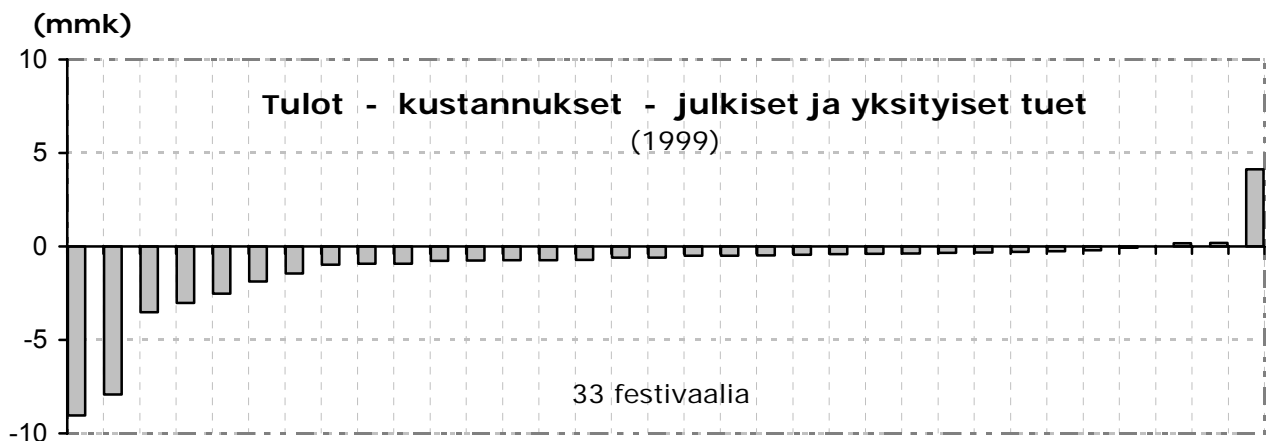 (mmk)
10
Tulot - kustannukset - julkiset ja yksityiset tuet
(1999)
5
0
-5
33 festivaalia
-10